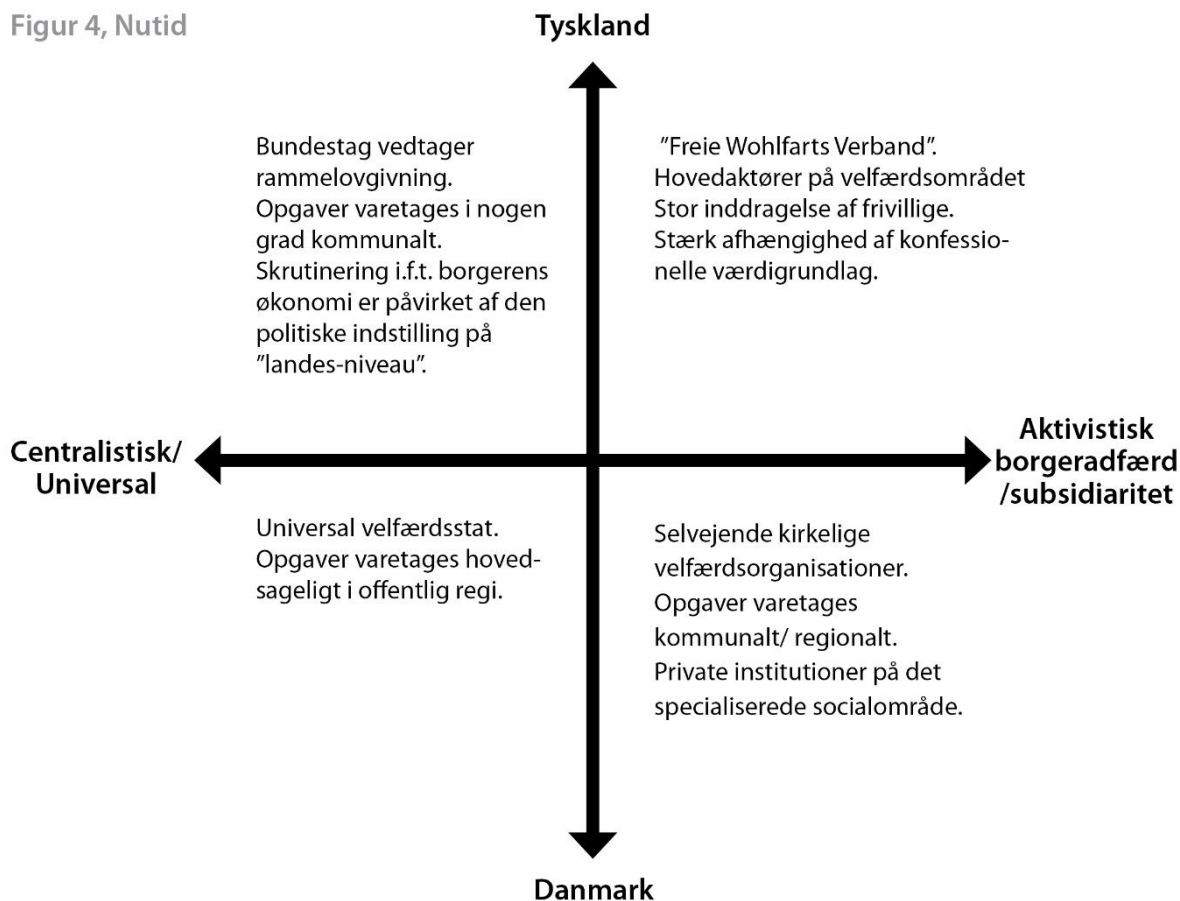 Figur 4, Nutid
Tyskland
Bundestag vedtager
rammelovgivning.
Opgaver varetages i nogen
grad kommunalt.
Skrutinering i.f.t. borgerens
økonomi er påvirket af den
politiske indstilling på
”landes-niveau”.
”Freie Wohlfarts Verband”.
Hovedaktører på velfærdsområdet
Stor inddragelse af frivillige.
Stærk afhængighed af konfessio-
nelle værdigrundlag.
Centralistisk/
Universal
Aktivistisk
borgeradfærd
/subsidiaritet
Universal velfærdsstat.
Opgaver varetages hoved-
sageligt i offentlig regi.
Selvejende kirkelige
velfærdsorganisationer.
Opgaver varetages
kommunalt/ regionalt.
Private institutioner på det
specialiserede socialområde.
Danmark